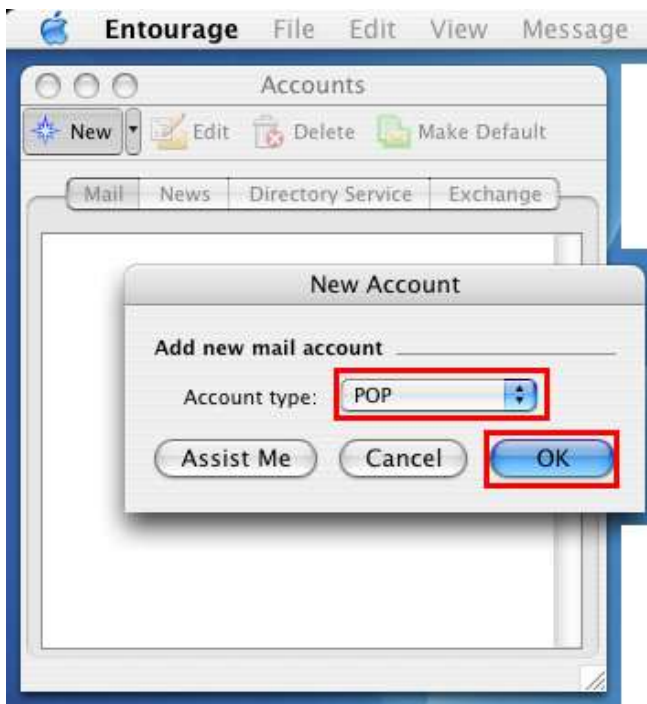 Entourage File Edit View Message
Accounts
New Edit Delete Make Default
Mail News Directory Service Exchange
New Account
Add new mail account
Account type: POP
Assist Me Cancel OK